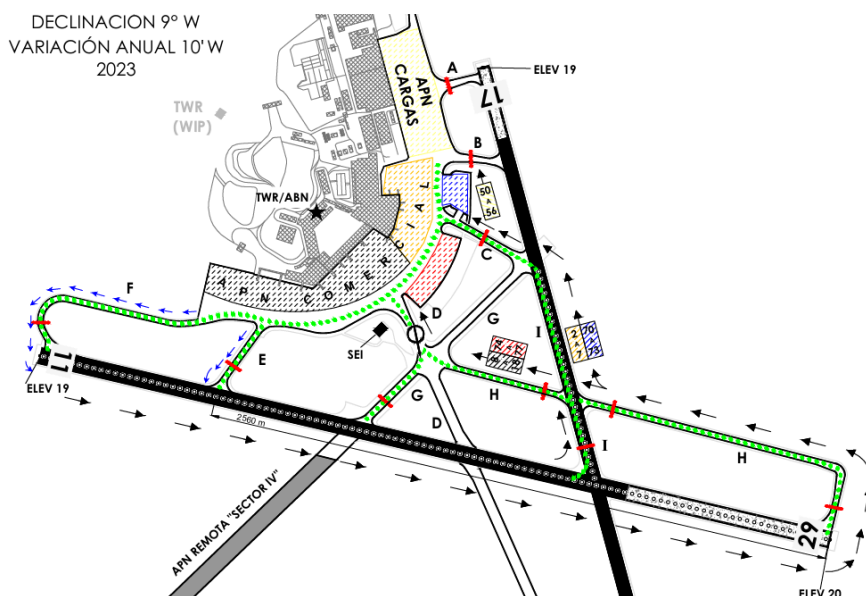 DECLINACION 9° W
VARIACIÓN ANUAL 10' W
2023
ELEV 19
A
17
APN
CARGAS
TWR
(WIP)
B
50
A
56
TWR/ABN
APN COMERCIAL
C
F
D
G
I
2
A
7
70
A
73
SEI
E
ELEV 19
11
H
G
D
I
H
2560 m
29
APN REMOTA "SECTOR IV"
ELEV 20